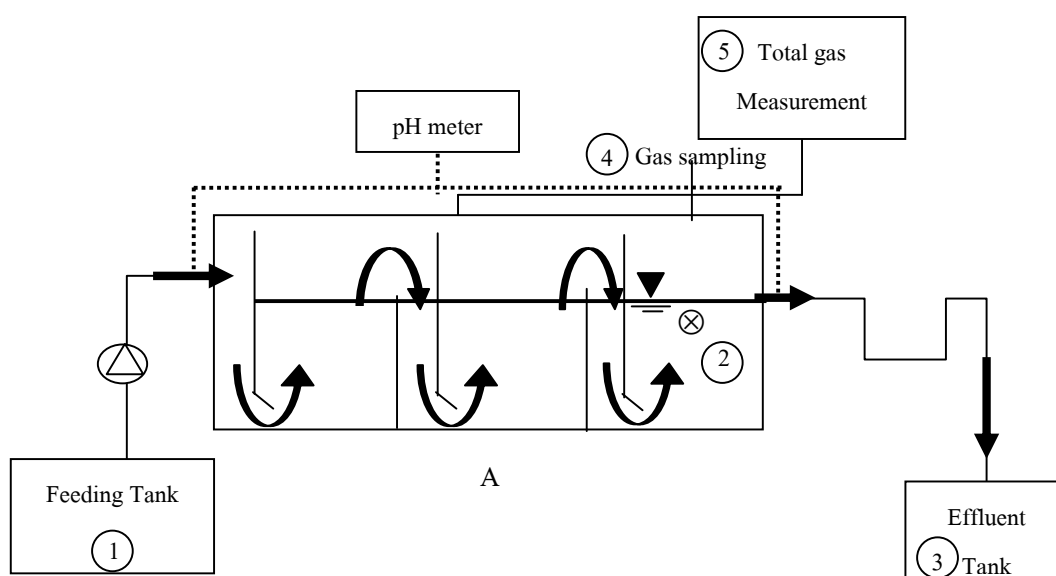 5 Total gas
Measurement
pH meter
4 Gas sampling
2
A
Feeding Tank
1
Effluent
3 Tank